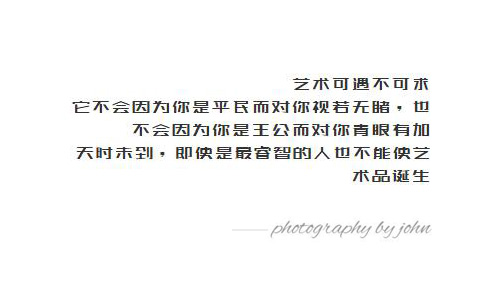 艺术可遇不可求
它不会因为你是平民而对你视若无睹，也
不会因为你是王公而对你青眼有加
天时未到，即使是最睿智的人也不能使艺
术品诞生
—— photography by john